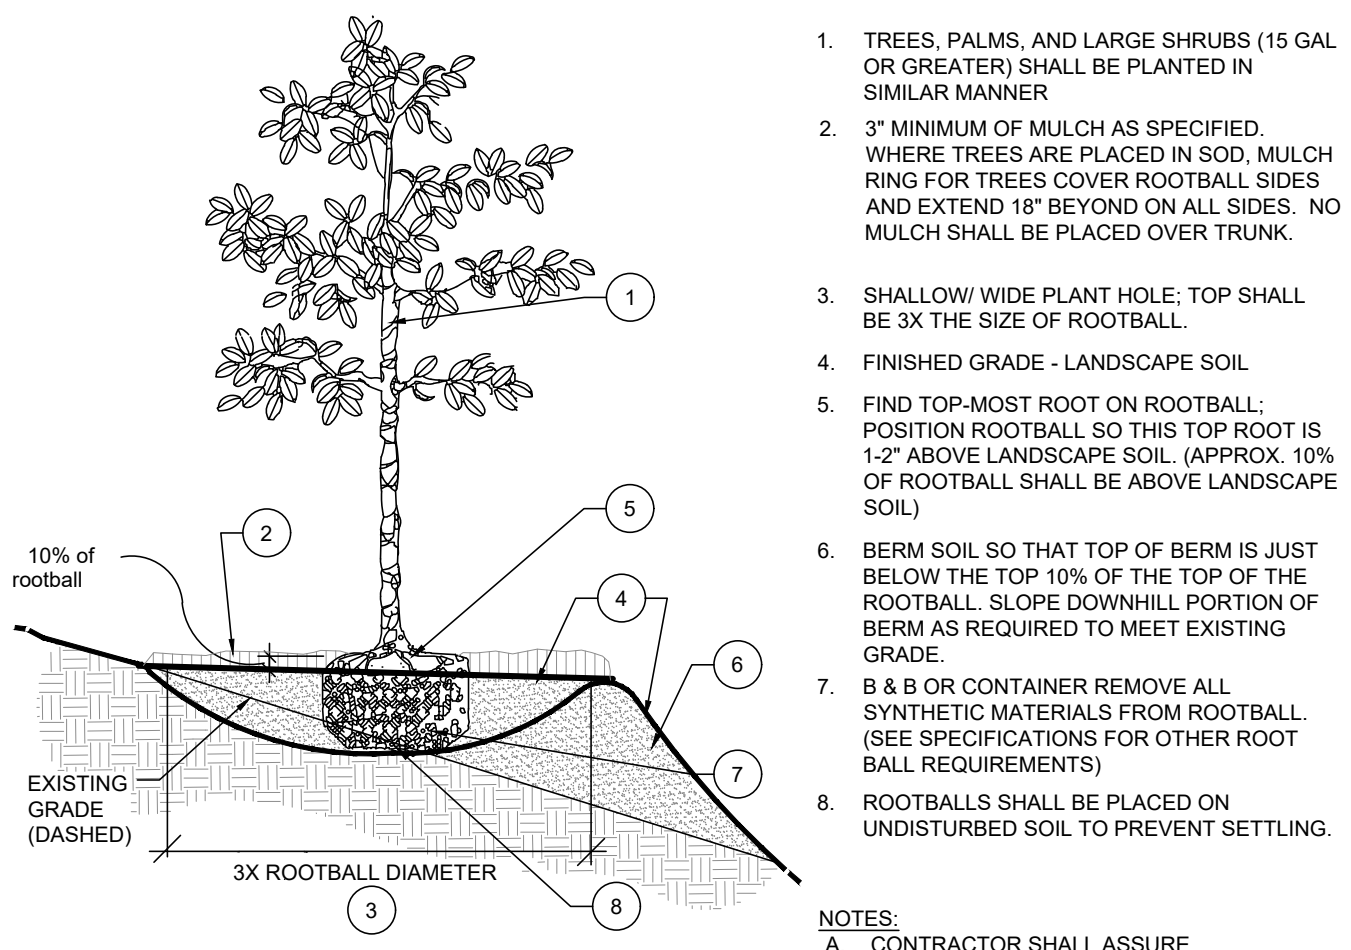 1. TREES, PALMS, AND LARGE SHRUBS (15 GAL
OR GREATER) SHALL BE PLANTED IN
SIMILAR MANNER
2. 3" MINIMUM OF MULCH AS SPECIFIED.
WHERE TREES ARE PLACED IN SOD, MULCH
RING FOR TREES COVER ROOTBALL SIDES
AND EXTEND 18" BEYOND ON ALL SIDES. NO
MULCH SHALL BE PLACED OVER TRUNK.
3. SHALLOW/ WIDE PLANT HOLE; TOP SHALL
BE 3X THE SIZE OF ROOTBALL.
4. FINISHED GRADE - LANDSCAPE SOIL
5. FIND TOP-MOST ROOT ON ROOTBALL;
POSITION ROOTBALL SO THIS TOP ROOT IS
1-2" ABOVE LANDSCAPE SOIL. (APPROX. 10%
OF ROOTBALL SHALL BE ABOVE LANDSCAPE
SOIL)
6. BERM SOIL SO THAT TOP OF BERM IS JUST
BELOW THE TOP 10% OF THE TOP OF THE
ROOTBALL. SLOPE DOWNHILL PORTION OF
BERM AS REQUIRED TO MEET EXISTING
GRADE.
7. B & B OR CONTAINER REMOVE ALL
SYNTHETIC MATERIALS FROM ROOTBALL.
(SEE SPECIFICATIONS FOR OTHER ROOT
BALL REQUIREMENTS)
8. ROOTBALLS SHALL BE PLACED ON
UNDISTURBED SOIL TO PREVENT SETTLING.
NOTES:
A. CONTRACTOR SHALL ASSURE
1
5
2
10% of
rootball
4
6
7
EXISTING
GRADE
(DASHED)
3X ROOTBALL DIAMETER
3
8